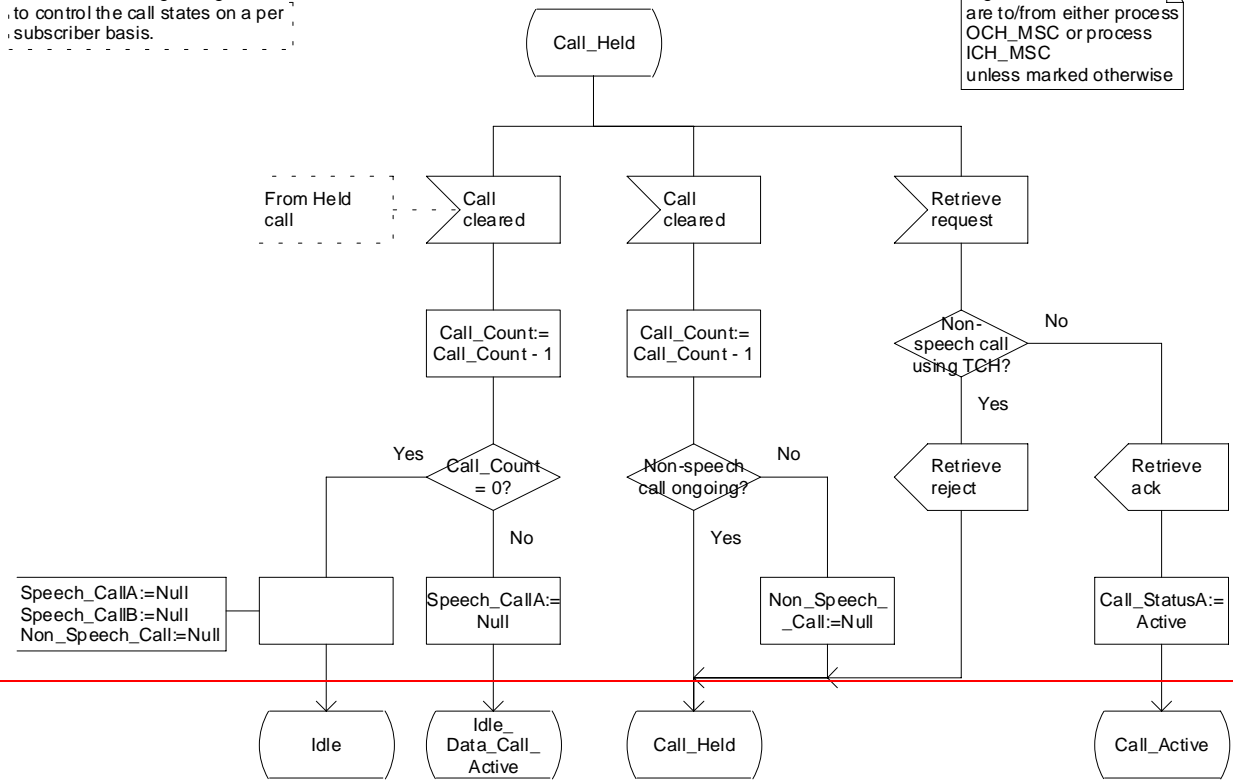 to control the call states on a per
subscriber basis.
are to/from either process
OCH_MSC or process
ICH_MSC
unless marked otherwise
Call_Held
From Held
call
Call
cleared
Call
cleared
Retrieve
request
Call_Count:=
Call_Count - 1
Call_Count:=
Call_Count - 1
Non-
speech call
using TCH?
No
Yes
Yes
Call_Count
= 0?
No
Non-speech
call ongoing?
No
Yes
Retrieve
reject
Retrieve
ack
Speech_CallA:=Null
Speech_CallB:=Null
Non_Speech_Call:=Null
Speech_CallA:=
Null
Non_Speech_
_Call:=Null
Call_StatusA:=
Active
Idle
Idle_
Data_Call_
Active
Call_Held
Call_Active